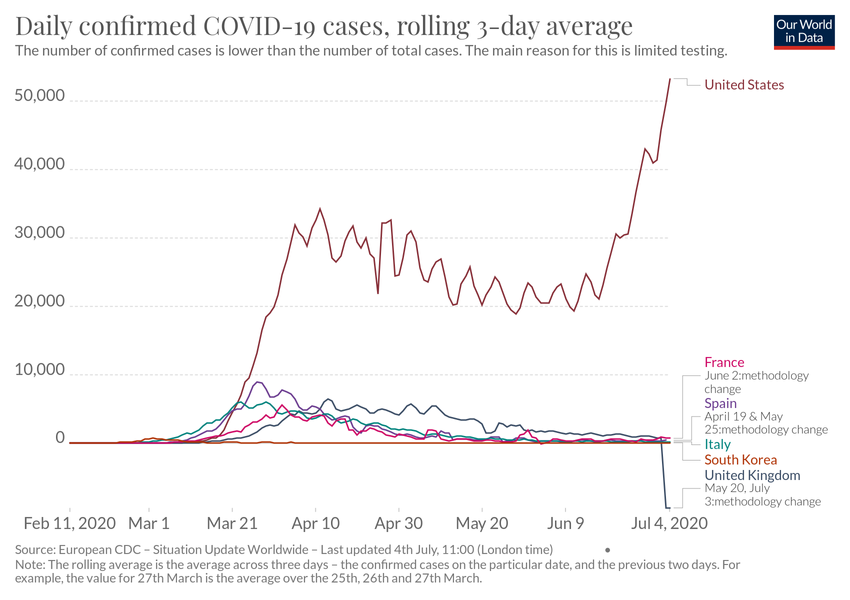 Daily confirmed COVID-19 cases, rolling 3-day average
The number of confirmed cases is lower than the number of total cases. The main reason for this is limited testing.
Our World
in Data
50,000
40,000
30,000
20,000
10,000
0
United States
France
June 2:methodology
change
Spain
April 19 & May
25:methodology change
Italy
South Korea
United Kingdom
May 20, July
3:methodology change
Feb 11, 2020 Mar 1 Mar 21 Apr 10 Apr 30 May 20 Jun 9 Jul 4, 2020
Source: European CDC – Situation Update Worldwide – Last updated 4th July, 11:00 (London time) •
Note: The rolling average is the average across three days – the confirmed cases on the particular date, and the previous two days. For
example, the value for 27th March is the average over the 25th, 26th and 27th March.